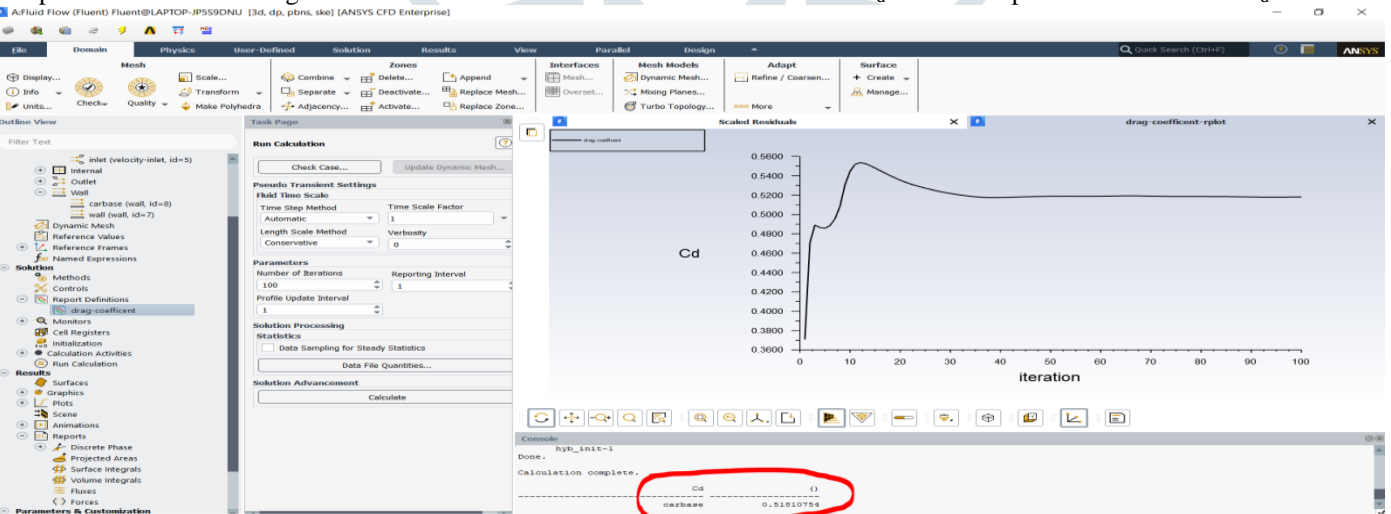 A:Fluid Flow (Fluent) Fluent@LAPTOP-JP5S9DNU [3d, dp, pbns, ske] [ANSYS CFD Enterprise]
File Domain Physics User-Defined Solution Results View Parallel Design Quick Search (Ctrl+F) ANSYS
Mesh Zones Interfaces Mesh Models Adapt Surface
Display... Scale... Combine Delete... Append Mesh... Dynamic Mesh... Refine / Coarsen... + Create
Info Check Quality Transform Separate Deactivate... Replace Mesh... Overset... Mixing Planes... Manage...
Units... Make Polyhedra Adjacency... Activate... Replace Zone... Turbo Topology... More
Outline View
Filter Text
inlet (velocity-inlet, id=5)
Internal
Outlet
Wall
carbase (wall, id=8)
wall (wall, id=7)
Dynamic Mesh
Reference Values
Reference Frames
Named Expressions
Solution
Methods
Controls
Report Definitions
drag-coefficent
Monitors
Cell Registers
Initialization
Calculation Activities
Run Calculation
Results
Surfaces
Graphics
Plots
Scene
Animations
Reports
Discrete Phase
Projected Areas
Surface Integrals
Volume Integrals
Fluxes
Forces
Parameters & Customization
Task Page
Run Calculation
Check Case... Update Dynamic Mesh...
Pseudo Transient Settings
Fluid Time Scale
Time Step Method Time Scale Factor
Automatic 1
Length Scale Method Verbosity
Conservative 0
Parameters
Number of Iterations Reporting Interval
100 1
Profile Update Interval
1
Solution Processing
Statistics
Data Sampling for Steady Statistics
Data File Quantities...
Solution Advancement
Calculate
Scaled Residuals drag-coefficent-rplot
drag-coefficent
0.5600
0.5400
0.5200
0.5000
0.4800
Cd
0.4600
0.4400
0.4200
0.4000
0.3800
0.3600
0 10 20 30 40 50 60 70 80 90 100
iteration
Console
hyb_init-1
Done.
Calculation complete.
Cd ()
carbase 0.51810754